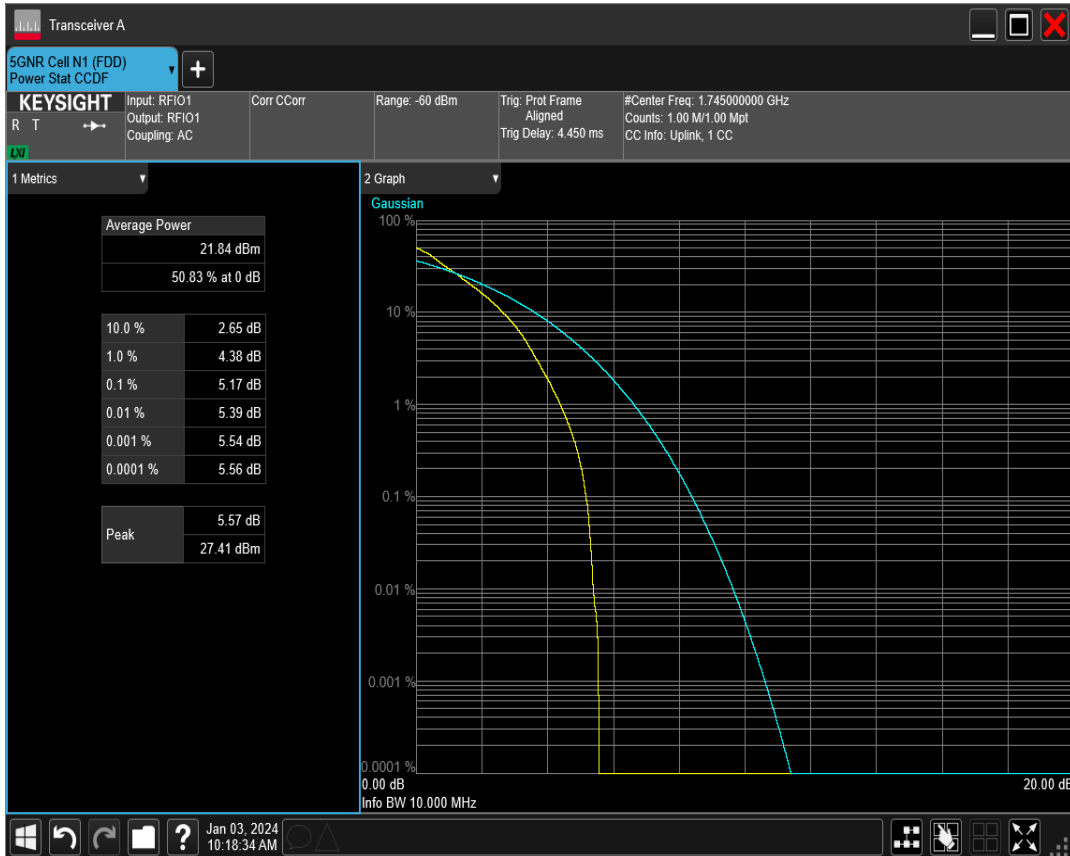 Transceiver A
5GNR Cell N1 (FDD)
Power Stat CCDF
+
KEYSIGHT
R T
LXI
Input: RFIO1
Output: RFIO1
Coupling: AC
Corr CCorr
Range: -60 dBm
Trig: Prot Frame
Aligned
Trig Delay: 4.450 ms
#Center Freq: 1.745000000 GHz
Counts: 1.00 M/1.00 Mpt
CC Info: Uplink, 1 CC
1 Metrics
Average Power
21.84 dBm
50.83 % at 0 dB
10.0 % 2.65 dB
1.0 % 4.38 dB
0.1 % 5.17 dB
0.01 % 5.39 dB
0.001 % 5.54 dB
0.0001 % 5.56 dB
Peak 5.57 dB
27.41 dBm
2 Graph
Gaussian
100 %
10 %
1 %
0.1 %
0.01 %
0.001 %
0.0001 %
0.00 dB 20.00 dB
Info BW 10.000 MHz
? Jan 03, 2024
10:18:34 AM